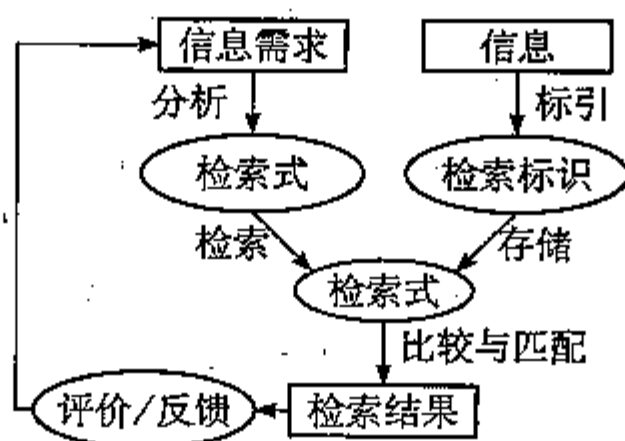 信息需求
信息
分析
标引
检索式
检索标识
检索
存储
检索式
比较与匹配
评价/反馈
检索结果